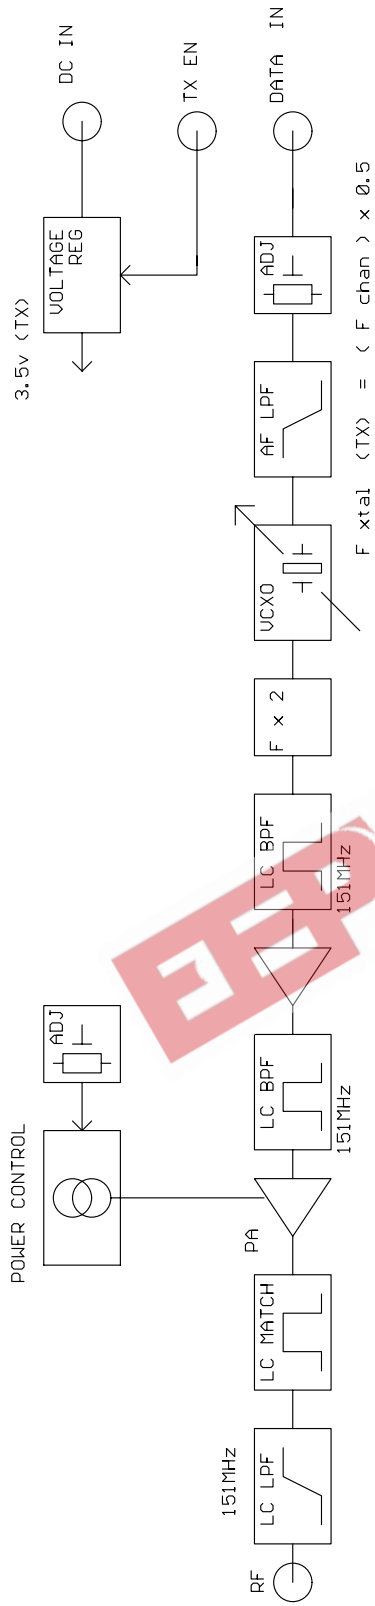 RF
LC LPF
151MHz
LC MATCH
PA
POWER CONTROL
ADJ
LC BPF
151MHz
LC BPF
151MHz
F x 2
VCXO
AF LPF
ADJ
DATA IN
F xtal (TX) = ( F chan ) x 0.5
3.5v (TX)
VOLTAGE
REG
DC IN
TX EN
EEP